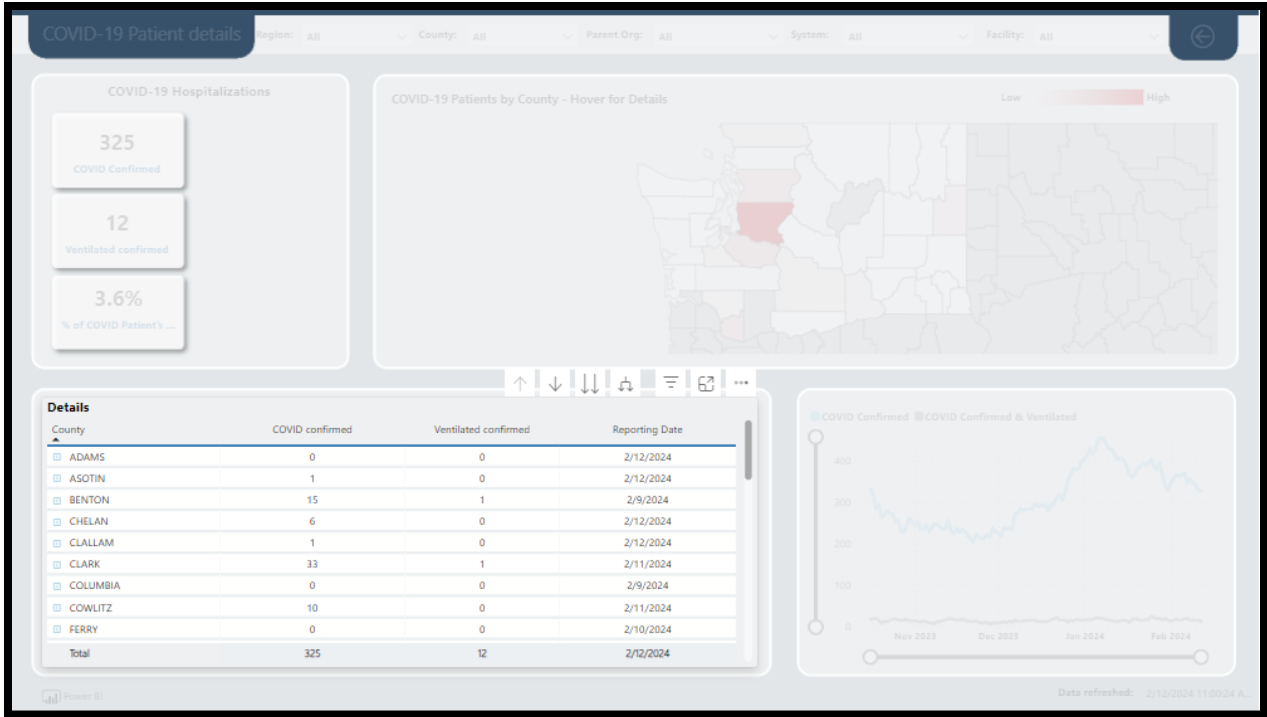 COVID-19 Patient details Region: All County: All Parent Org: All System: All Facility: All
COVID-19 Hospitalizations
325
COVID Confirmed
12
Ventilated confirmed
3.6%
% of COVID Patient's ...
COVID-19 Patients by County - Hover for Details
Low High
Details
County COVID confirmed Ventilated confirmed Reporting Date
ADAMS 0 0 2/12/2024
ASOTIN 1 0 2/12/2024
BENTON 15 1 2/9/2024
CHELAN 6 0 2/12/2024
CLALLAM 1 0 2/12/2024
CLARK 33 1 2/11/2024
COLUMBIA 0 0 2/9/2024
COWLITZ 10 0 2/11/2024
FERRY 0 0 2/10/2024
Total 325 12 2/12/2024
COVID Confirmed COVID Confirmed & Ventilated
400
300
200
100
0
Nov 2023 Dec 2023 Jan 2024 Feb 2024
Power BI
Data refreshed: 2/12/2024 11:00:24 A...